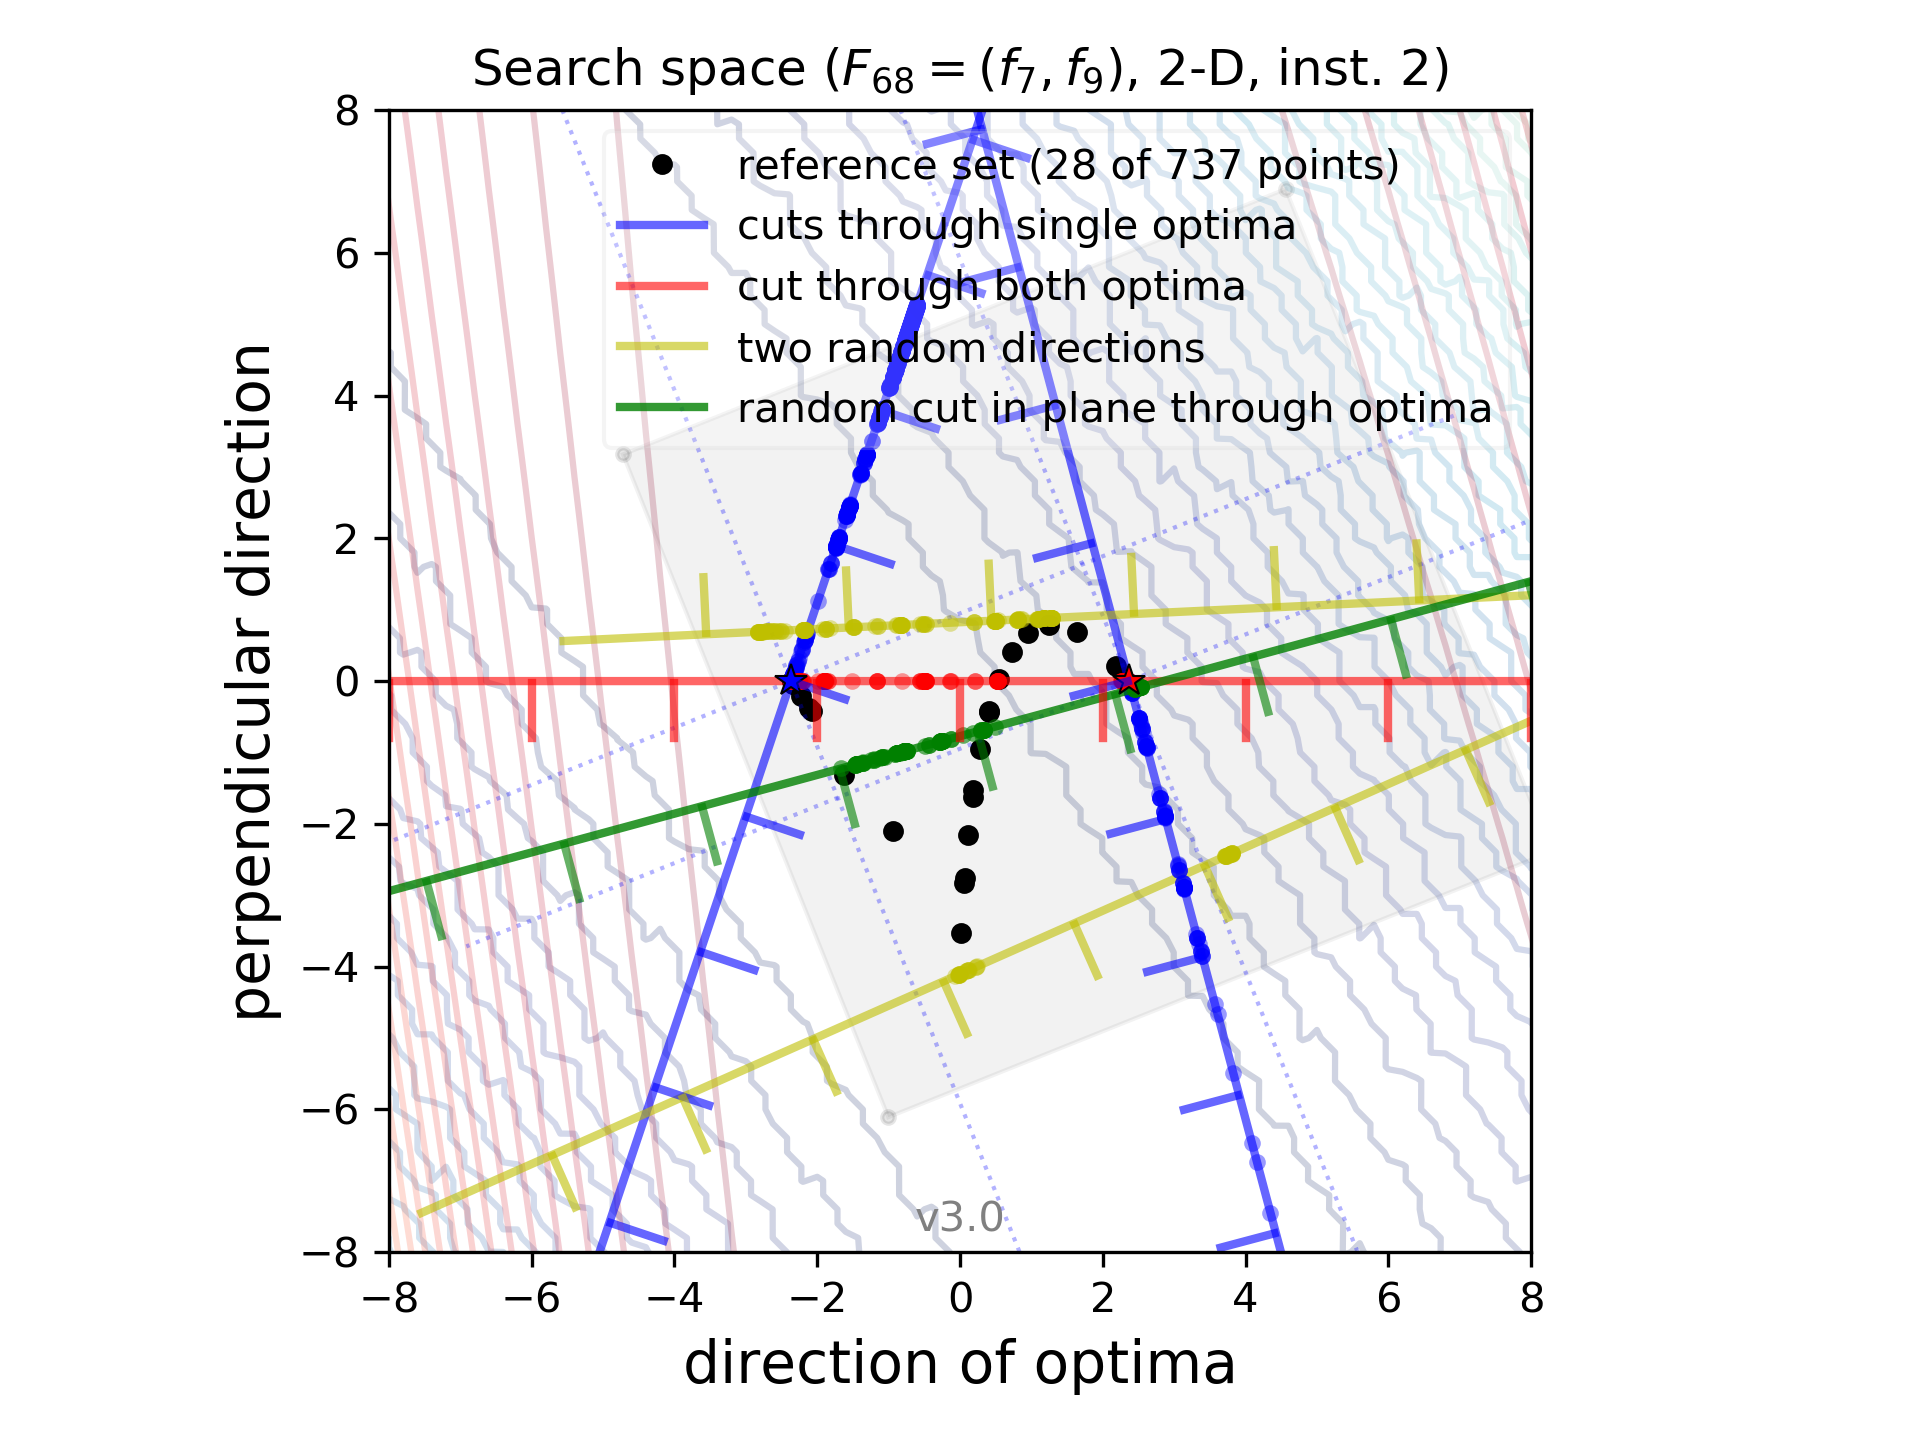 Search space (F₆₈ = (f₇, f₉), 2-D, inst. 2)
reference set (28 of 737 points)
cuts through single optima
cut through both optima
two random directions
random cut in plane through optima
perpendicular direction
8
6
4
2
0
−2
−4
−6
−8
v3.0
−8 −6 −4 −2 0 2 4 6 8
direction of optima